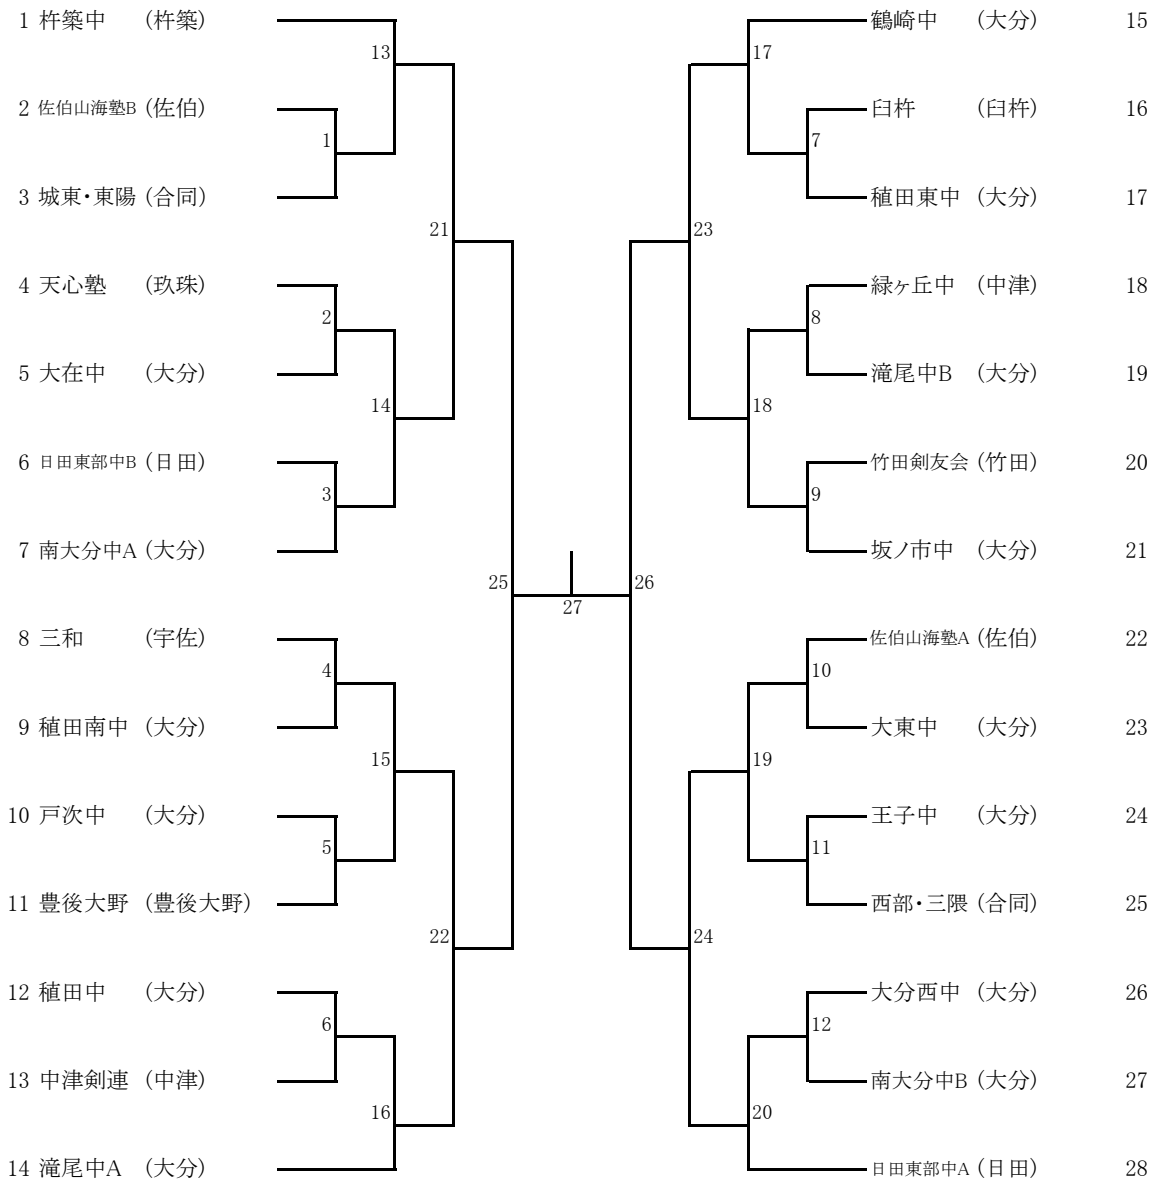 1 杵築中 (杵築)
鶴崎中 (大分) 15
13
17
2 佐伯山海塾B (佐伯)
臼杵 (臼杵) 16
1
7
3 城東・東陽 (合同)
稙田東中 (大分) 17
21
23
4 天心塾 (玖珠)
緑ヶ丘中 (中津) 18
2
8
5 大在中 (大分)
滝尾中B (大分) 19
14
18
6 日田東部中B (日田)
竹田剣友会 (竹田) 20
3
9
7 南大分中A (大分)
坂ノ市中 (大分) 21
25
26
27
8 三和 (宇佐)
佐伯山海塾A (佐伯) 22
4
10
9 稙田南中 (大分)
大東中 (大分) 23
15
19
10 戸次中 (大分)
王子中 (大分) 24
5
11
11 豊後大野 (豊後大野)
西部・三隈 (合同) 25
22
24
12 稙田中 (大分)
大分西中 (大分) 26
6
12
13 中津剣連 (中津)
南大分中B (大分) 27
16
20
14 滝尾中A (大分)
日田東部中A (日田) 28